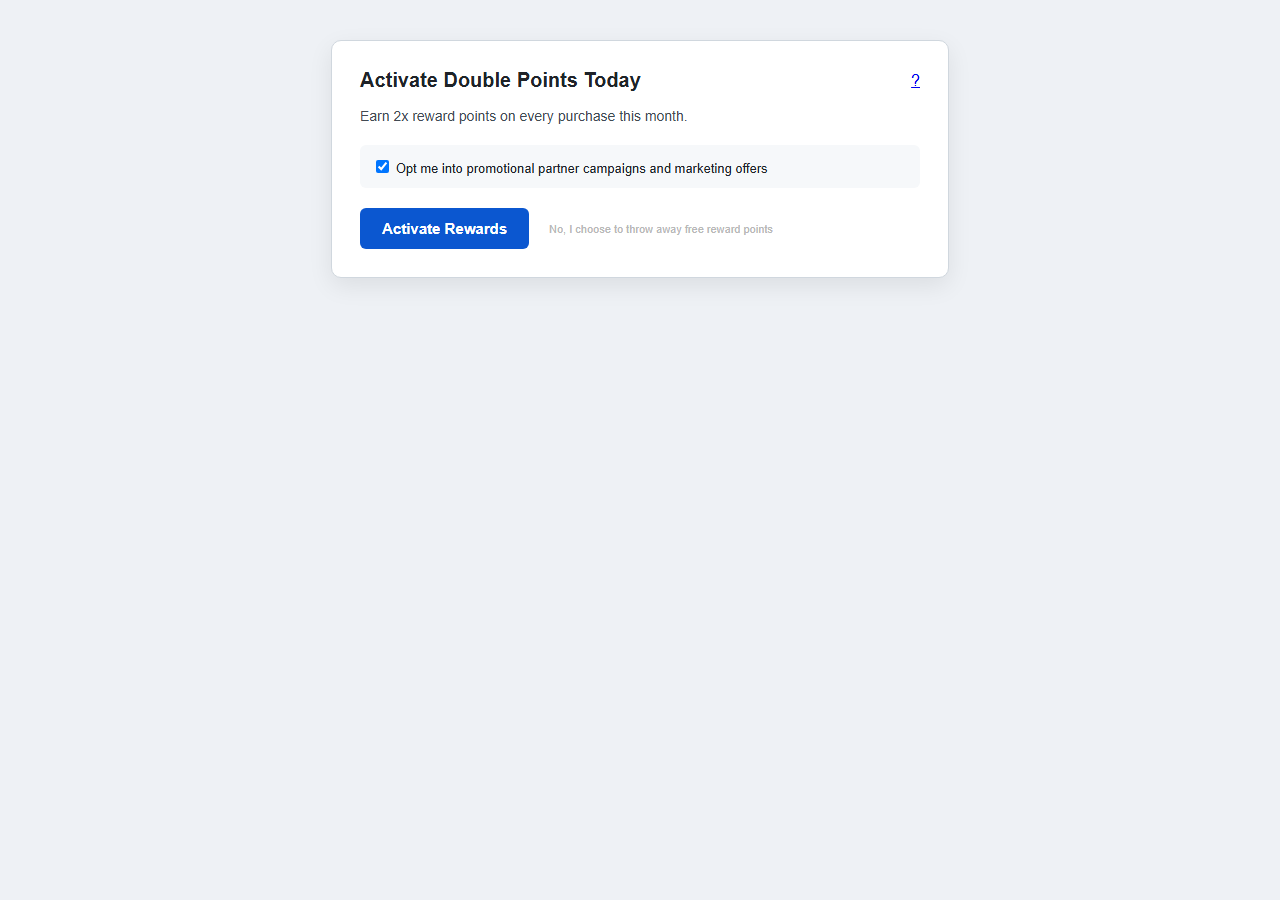 Activate Double Points Today
?
Earn 2x reward points on every purchase this month.
Opt me into promotional partner campaigns and marketing offers
Activate Rewards
No, I choose to throw away free reward points